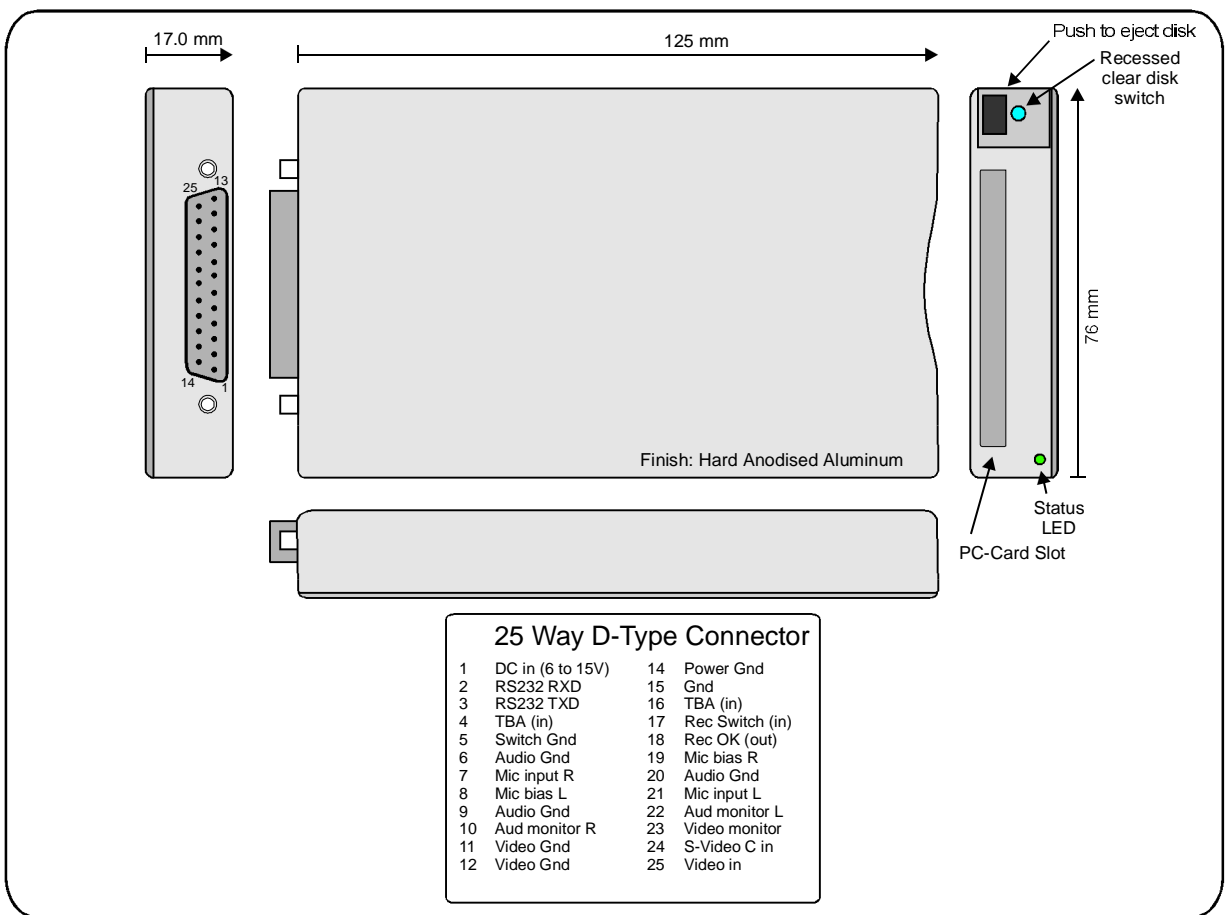 17.0 mm
125 mm
Push to eject disk
Recessed
clear disk
switch
25
13
14
1
76 mm
Finish: Hard Anodised Aluminum
Status
LED
PC-Card Slot
25 Way D-Type Connector
1 DC in (6 to 15V) 14 Power Gnd
2 RS232 RXD 15 Gnd
3 RS232 TXD 16 TBA (in)
4 TBA (in) 17 Rec Switch (in)
5 Switch Gnd 18 Rec OK (out)
6 Audio Gnd 19 Mic bias R
7 Mic input R 20 Audio Gnd
8 Mic bias L 21 Mic input L
9 Audio Gnd 22 Aud monitor L
10 Aud monitor R 23 Video monitor
11 Video Gnd 24 S-Video C in
12 Video Gnd 25 Video in